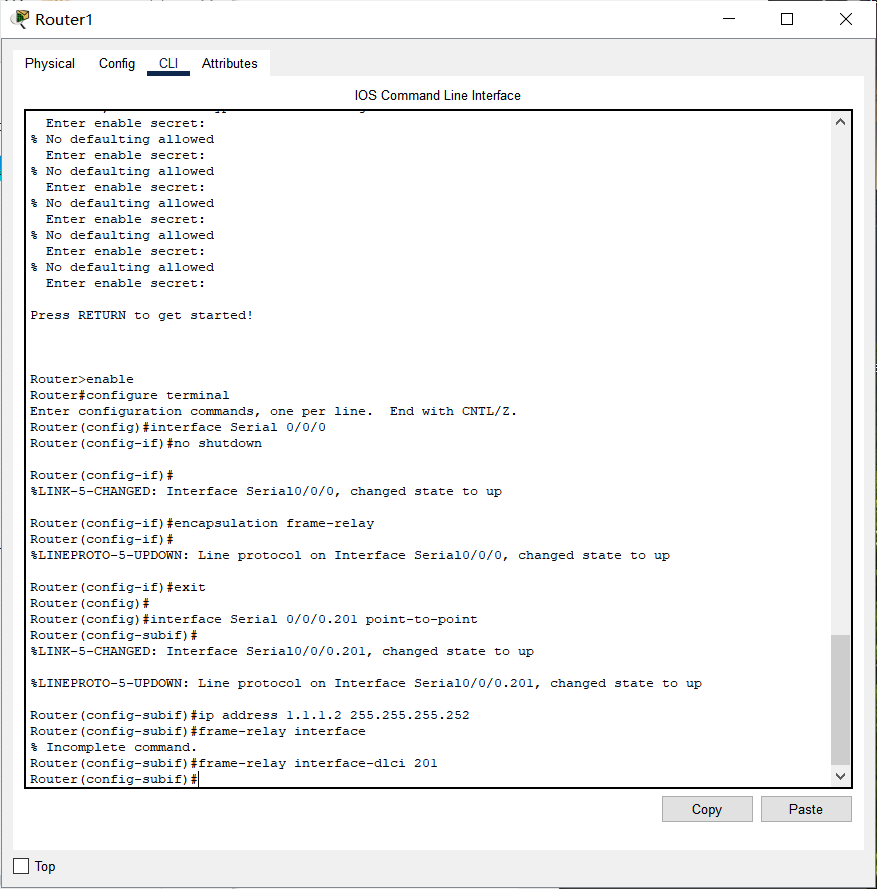 Router1
Physical Config CLI Attributes
IOS Command Line Interface
Enter enable secret:
% No defaulting allowed
Enter enable secret:
% No defaulting allowed
Enter enable secret:
% No defaulting allowed
Enter enable secret:
% No defaulting allowed
Enter enable secret:
% No defaulting allowed
Enter enable secret:
Press RETURN to get started!
Router>enable
Router#configure terminal
Enter configuration commands, one per line.  End with CNTL/Z.
Router(config)#interface Serial 0/0/0
Router(config-if)#no shutdown
Router(config-if)#
%LINK-5-CHANGED: Interface Serial0/0/0, changed state to up
Router(config-if)#encapsulation frame-relay
Router(config-if)#
%LINEPROTO-5-UPDOWN: Line protocol on Interface Serial0/0/0, changed state to up
Router(config-if)#exit
Router(config)#
Router(config)#interface Serial 0/0/0.201 point-to-point
Router(config-subif)#
%LINK-5-CHANGED: Interface Serial0/0/0.201, changed state to up
%LINEPROTO-5-UPDOWN: Line protocol on Interface Serial0/0/0.201, changed state to up
Router(config-subif)#ip address 1.1.1.2 255.255.255.252
Router(config-subif)#frame-relay interface
% Incomplete command.
Router(config-subif)#frame-relay interface-dlci 201
Router(config-subif)#
Copy Paste
Top